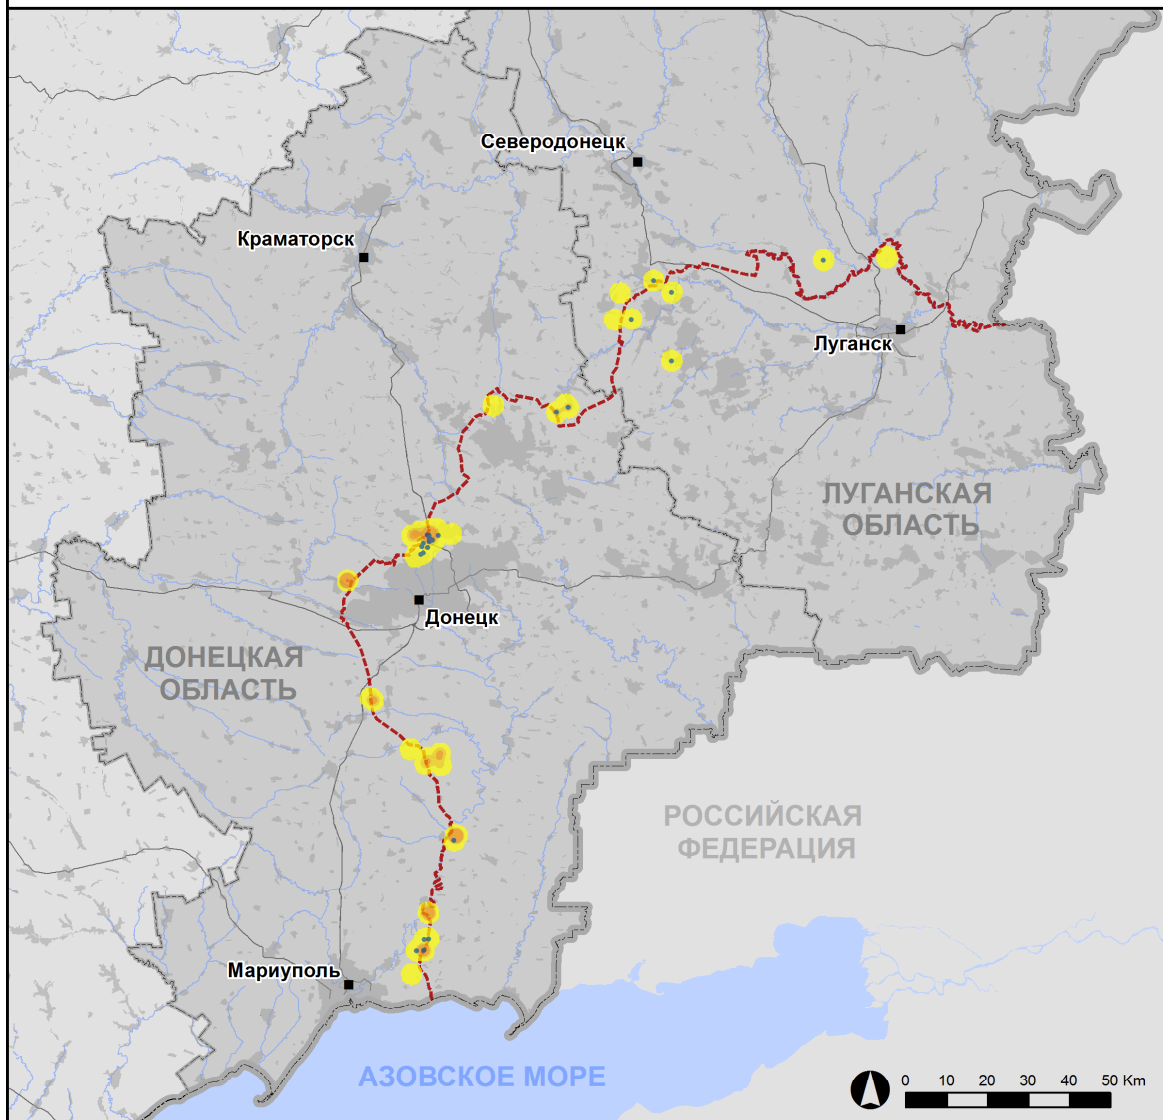 Северодонецк
Краматорск
Луганск
ЛУГАНСКАЯ
ОБЛАСТЬ
Донецк
ДОНЕЦКАЯ
ОБЛАСТЬ
РОССИЙСКАЯ
ФЕДЕРАЦИЯ
Мариуполь
АЗОВСКОЕ МОРЕ
0 10 20 30 40 50 Km